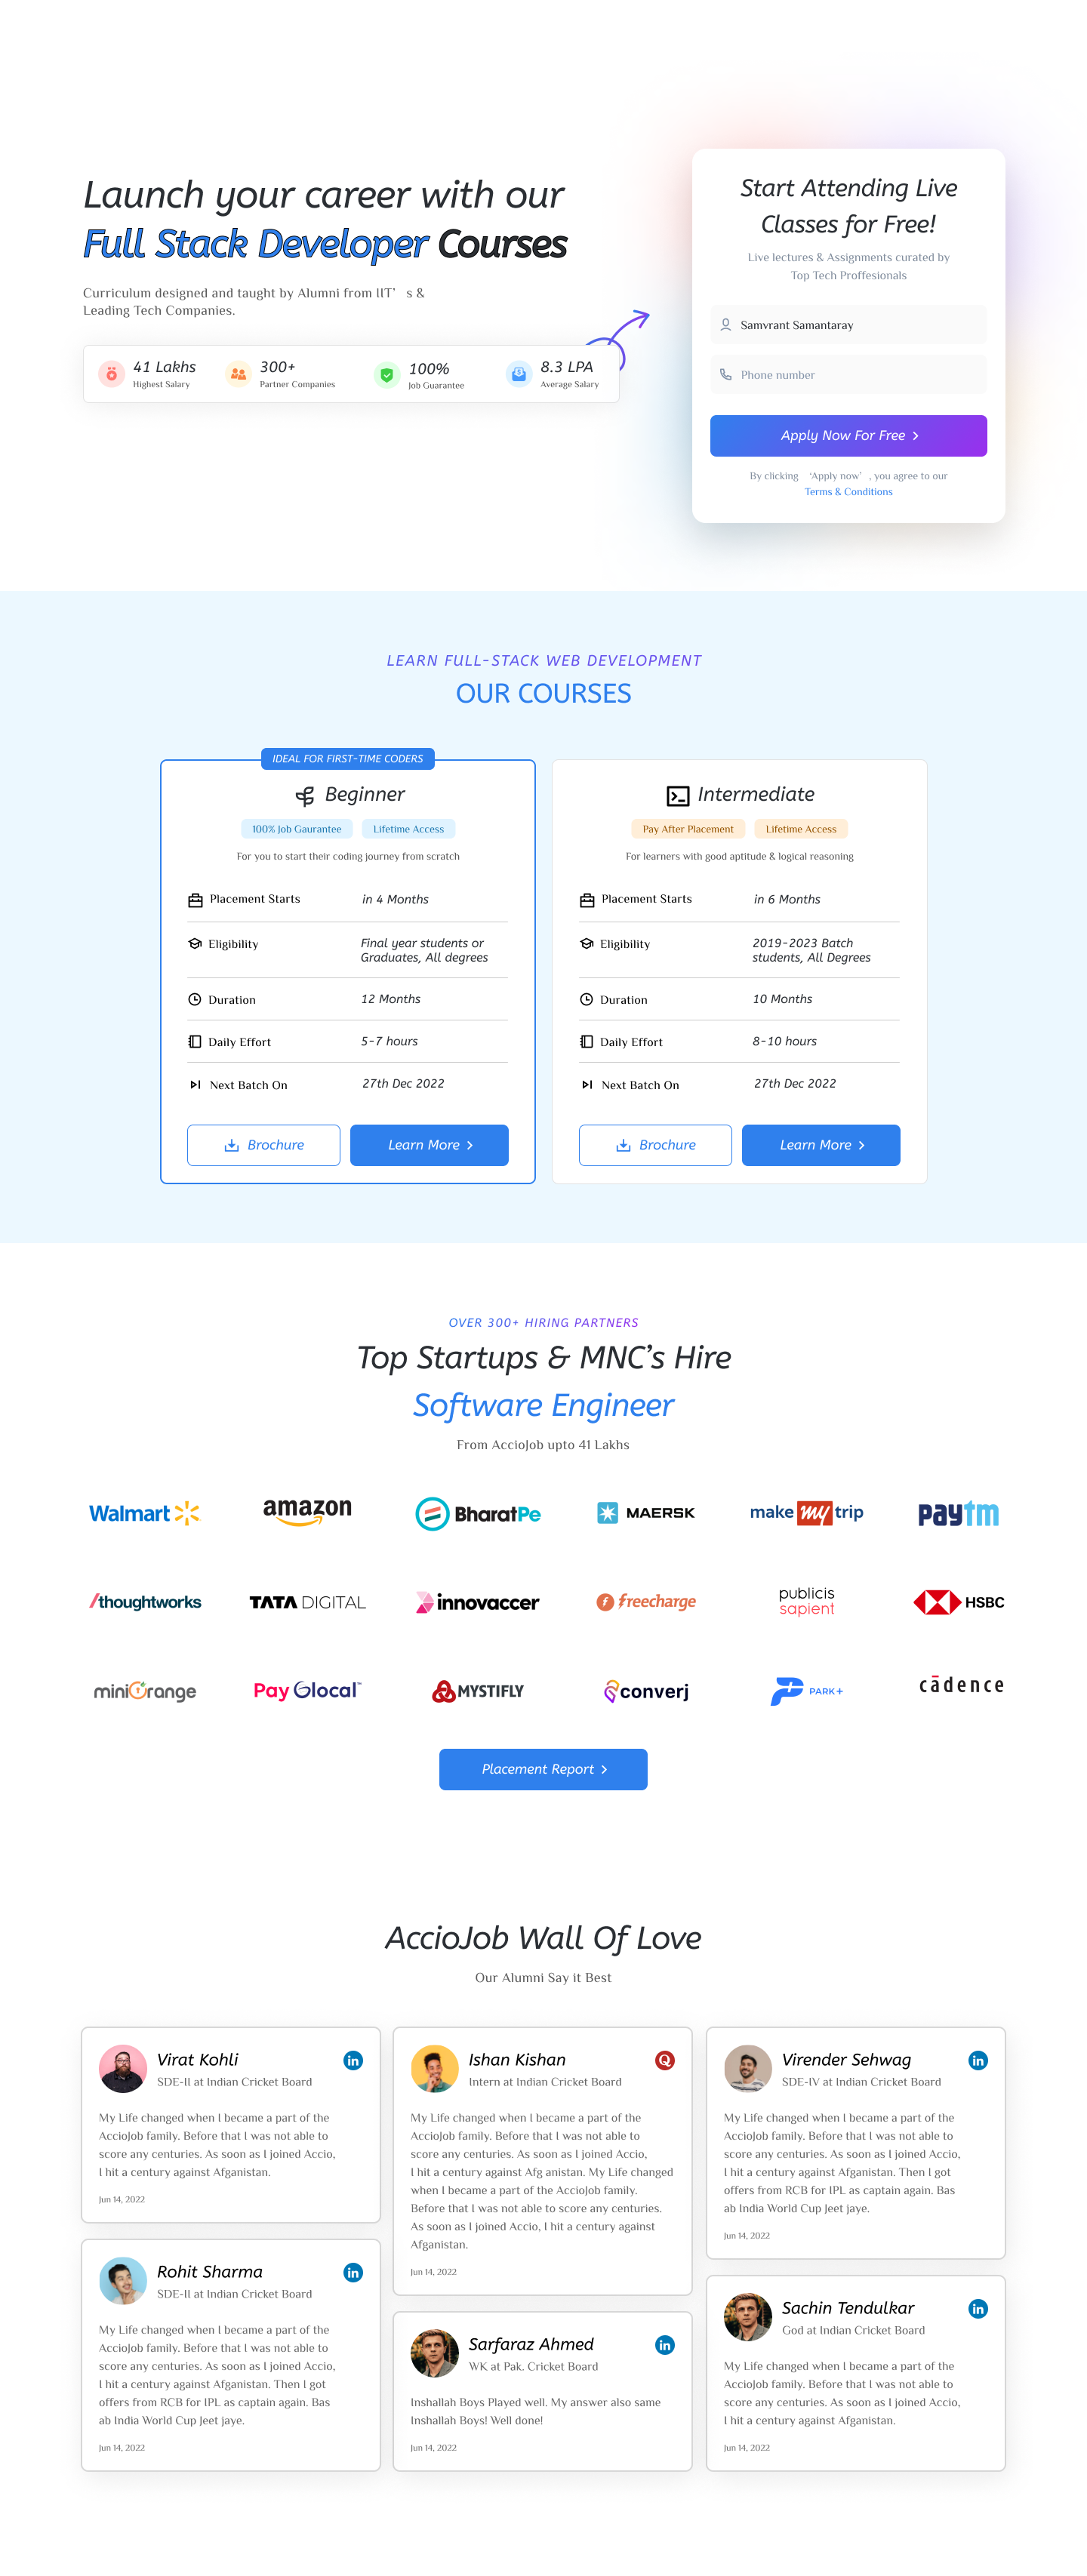 Launch your career with our
Full Stack Developer Courses
Curriculum designed and taught by Alumni from IIT’ s &
Leading Tech Companies.
41 Lakhs
Highest Salary
300+
Partner Companies
100%
Job Guarantee
8.3 LPA
Average Salary
Start Attending Live
Classes for Free!
Live lectures & Assignments curated by
Top Tech Proffesionals
Samvrant Samantaray
Phone number
Apply Now For Free
By clicking ‘Apply now’ , you agree to our
Terms & Conditions
LEARN FULL-STACK WEB DEVELOPMENT
OUR COURSES
IDEAL FOR FIRST-TIME CODERS
Beginner
100% Job Gaurantee
Lifetime Access
For you to start their coding journey from scratch
Placement Starts
in 4 Months
Eligibility
Final year students or
Graduates, All degrees
Duration
12 Months
Daily Effort
5-7 hours
Next Batch On
27th Dec 2022
Brochure
Learn More
Intermediate
Pay After Placement
Lifetime Access
For learners with good aptitude & logical reasoning
Placement Starts
in 6 Months
Eligibility
2019-2023 Batch
students, All Degrees
Duration
10 Months
Daily Effort
8-10 hours
Next Batch On
27th Dec 2022
Brochure
Learn More
OVER 300+ HIRING PARTNERS
Top Startups & MNC’s Hire
Software Engineer
From AccioJob upto 41 Lakhs
Walmart
amazon
BharatPe
MAERSK
make my trip
paytm
/thoughtworks
TATA DIGITAL
innovaccer
freecharge
publicis
sapient
HSBC
miniOrange
PayGlocal™
MYSTIFLY
converj
PARK+
cādence
Placement Report
AccioJob Wall Of Love
Our Alumni Say it Best
Virat Kohli
SDE-II at Indian Cricket Board
in
My Life changed when I became a part of the
AccioJob family. Before that I was not able to
score any centuries. As soon as I joined Accio,
I hit a century against Afganistan.
Jun 14, 2022
Rohit Sharma
SDE-II at Indian Cricket Board
in
My Life changed when I became a part of the
AccioJob family. Before that I was not able to
score any centuries. As soon as I joined Accio,
I hit a century against Afganistan. Then I got
offers from RCB for IPL as captain again. Bas
ab India World Cup Jeet jaye.
Jun 14, 2022
Ishan Kishan
Intern at Indian Cricket Board
Q
My Life changed when I became a part of the
AccioJob family. Before that I was not able to
score any centuries. As soon as I joined Accio,
I hit a century against Afg anistan. My Life changed
when I became a part of the AccioJob family.
Before that I was not able to score any centuries.
As soon as I joined Accio, I hit a century against
Afganistan.
Jun 14, 2022
Sarfaraz Ahmed
WK at Pak. Cricket Board
in
Inshallah Boys Played well. My answer also same
Inshallah Boys! Well done!
Jun 14, 2022
Virender Sehwag
SDE-IV at Indian Cricket Board
in
My Life changed when I became a part of the
AccioJob family. Before that I was not able to
score any centuries. As soon as I joined Accio,
I hit a century against Afganistan. Then I got
offers from RCB for IPL as captain again. Bas
ab India World Cup Jeet jaye.
Jun 14, 2022
Sachin Tendulkar
God at Indian Cricket Board
in
My Life changed when I became a part of the
AccioJob family. Before that I was not able to
score any centuries. As soon as I joined Accio,
I hit a century against Afganistan.
Jun 14, 2022